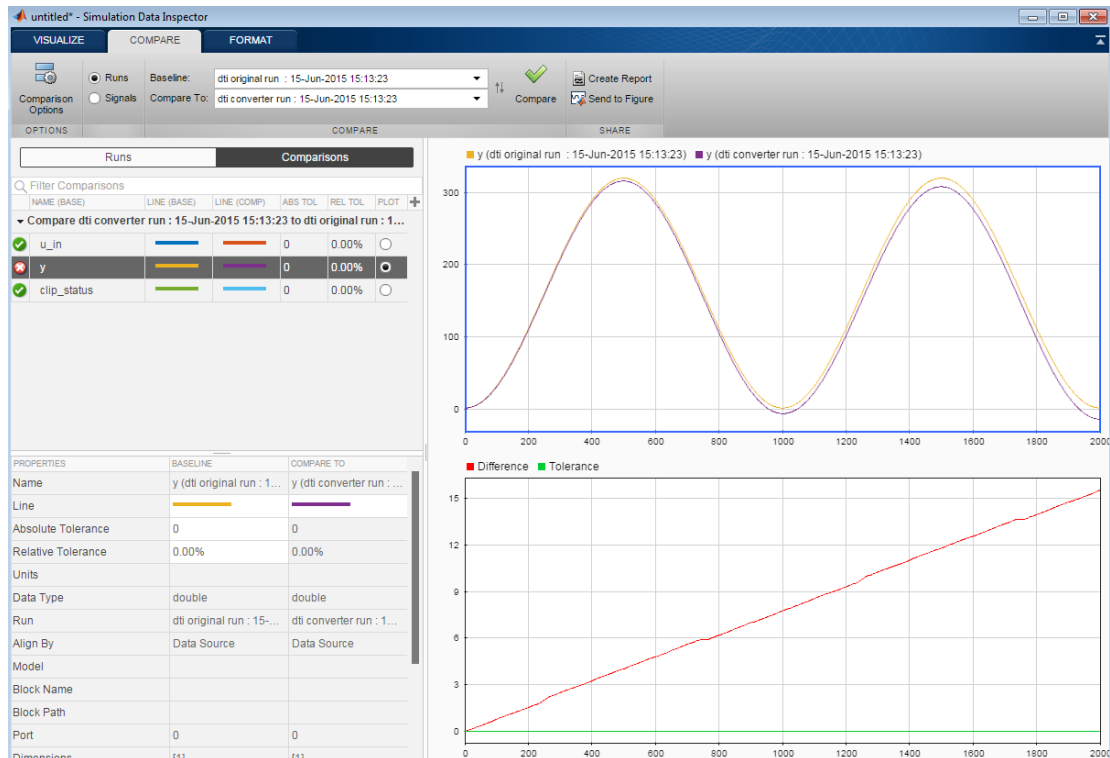 untitled* - Simulation Data Inspector
VISUALIZE COMPARE FORMAT
Comparison Options
Runs
Signals
Baseline: dti original run : 15-Jun-2015 15:13:23
Compare To: dti converter run : 15-Jun-2015 15:13:23
Compare
Create Report
Send to Figure
OPTIONS COMPARE SHARE
Runs Comparisons
Filter Comparisons
NAME (BASE) LINE (BASE) LINE (COMP) ABS TOL REL TOL PLOT
Compare dti converter run : 15-Jun-2015 15:13:23 to dti original run : 1...
u_in 0 0.00%
y 0 0.00%
clip_status 0 0.00%
PROPERTIES BASELINE COMPARE TO
Name y (dti original run : 1... y (dti converter run : ...
Line
Absolute Tolerance 0 0
Relative Tolerance 0.00% 0.00%
Units
Data Type double double
Run dti original run : 15-... dti converter run : 1...
Align By Data Source Data Source
Model
Block Name
Block Path
Port 0 0
Dimensions [1] [1]
y (dti original run : 15-Jun-2015 15:13:23) y (dti converter run : 15-Jun-2015 15:13:23)
300
200
100
0
0 200 400 600 800 1000 1200 1400 1600 1800 2000
Difference Tolerance
15
12
9
6
3
0
0 200 400 600 800 1000 1200 1400 1600 1800 2000